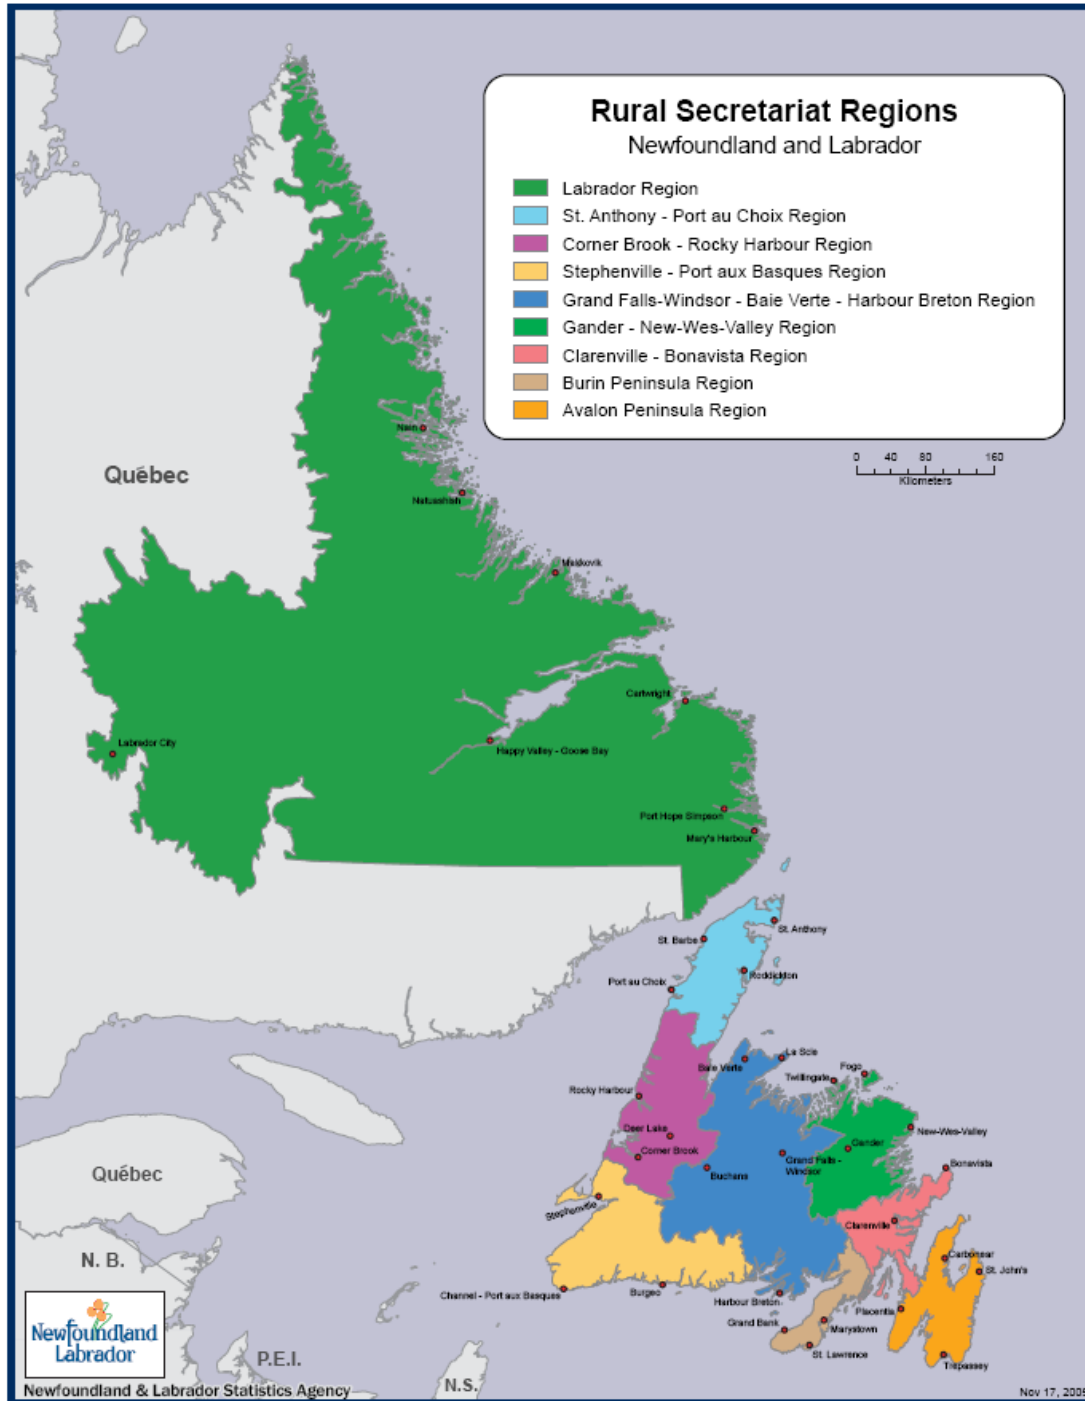 Rural Secretariat Regions
Newfoundland and Labrador
Labrador Region
St. Anthony - Port au Choix Region
Corner Brook - Rocky Harbour Region
Stephenville - Port aux Basques Region
Grand Falls-Windsor - Baie Verte - Harbour Breton Region
Gander - New-Wes-Valley Region
Clarenville - Bonavista Region
Burin Peninsula Region
Avalon Peninsula Region
0 40 80 160
Kilometers
Nain
Québec
Natuashish
Makkovik
Cartwright
Labrador City
Happy Valley - Goose Bay
Port Hope Simpson
Mary's Harbour
St. Anthony
St. Barbe
Roddickton
Port au Choix
La Scie
Baie Verte
Fogo
Twillingate
Rocky Harbour
Deer Lake
New-Wes-Valley
Gander
Corner Brook
Grand Falls -
Windsor
Bonavista
Buchans
Québec
Stephenville
Clarenville
Carbonear
St. John's
N. B.
Channel - Port aux Basques
Burgeo
Harbour Breton
Placentia
Grand Bank
Marystown
St. Lawrence
Trepassey
Newfoundland
Labrador
P.E.I.
N.S.
Newfoundland & Labrador Statistics Agency
Nov 17, 2005